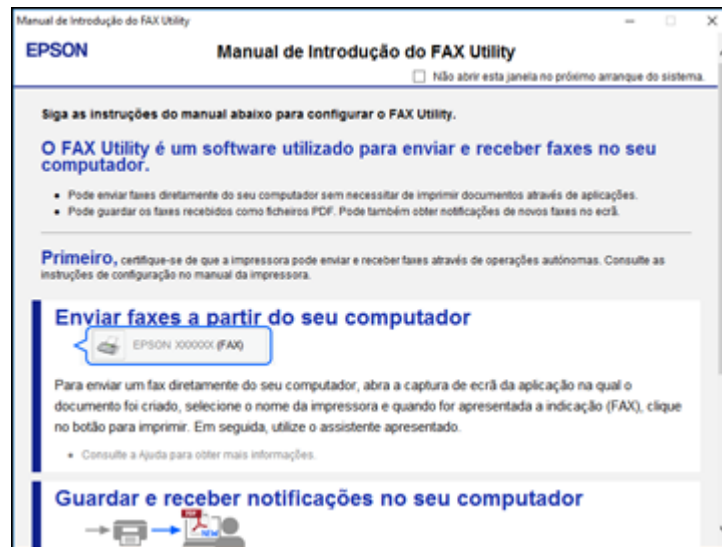 Manual de Introdução do FAX Utility
EPSON
Manual de Introdução do FAX Utility
Não abrir esta janela no próximo arranque do sistema.
Siga as instruções do manual abaixo para configurar o FAX Utility.
O FAX Utility é um software utilizado para enviar e receber faxes no seu
computador.
• Pode enviar faxes diretamente do seu computador sem necessitar de imprimir documentos através de aplicações.
• Pode guardar os faxes recebidos como ficheiros PDF. Pode também obter notificações de novos faxes no ecrã.
Primeiro, certifique-se de que a impressora pode enviar e receber faxes através de operações autónomas. Consulte as
instruções de configuração no manual da impressora.
Enviar faxes a partir do seu computador
EPSON XXXXXX (FAX)
Para enviar um fax diretamente do seu computador, abra a captura de ecrã da aplicação na qual o
documento foi criado, selecione o nome da impressora e quando for apresentada a indicação (FAX), clique
no botão para imprimir. Em seguida, utilize o assistente apresentado.
• Consulte a Ajuda para obter mais informações.
Guardar e receber notificações no seu computador
PDF
NEW